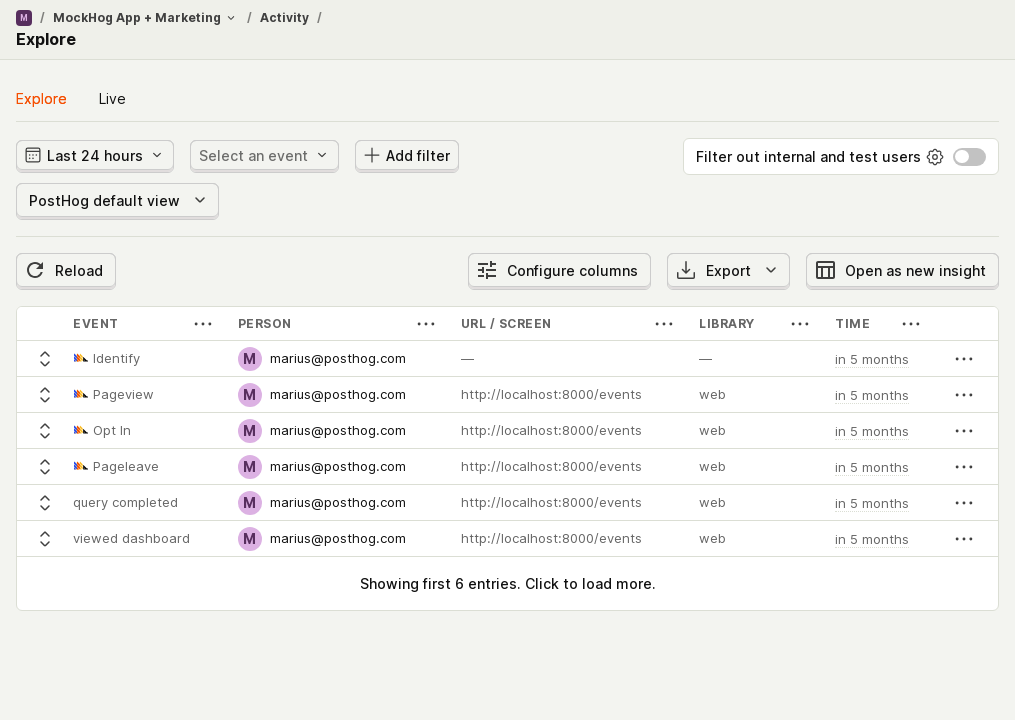 M / MockHog App + Marketing / Activity /
Explore
Explore Live
Last 24 hours Select an event Add filter Filter out internal and test users
PostHog default view
Reload Configure columns Export Open as new insight
EVENT PERSON URL / SCREEN LIBRARY TIME
Identify M marius@posthog.com — — in 5 months
Pageview M marius@posthog.com http://localhost:8000/events web in 5 months
Opt In M marius@posthog.com http://localhost:8000/events web in 5 months
Pageleave M marius@posthog.com http://localhost:8000/events web in 5 months
query completed M marius@posthog.com http://localhost:8000/events web in 5 months
viewed dashboard M marius@posthog.com http://localhost:8000/events web in 5 months
Showing first 6 entries. Click to load more.